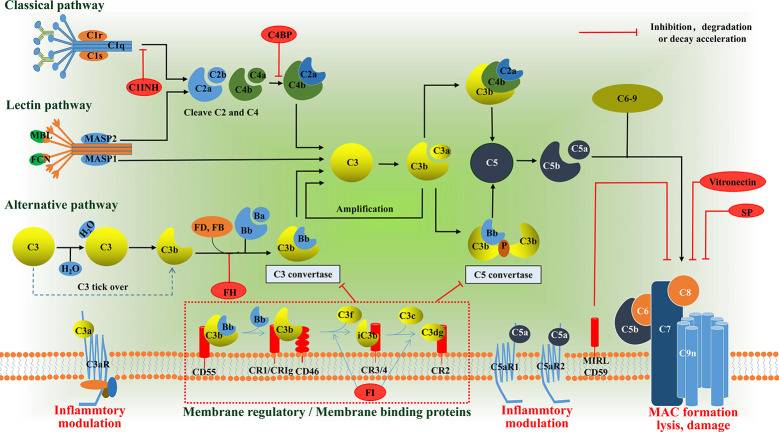 Classical pathway
C1r
C1q
C1s
C1INH
C2b
C2a
C4a
C4b
Cleave C2 and C4
C4BP
C2a
C4b
Inhibition, degradation
or decay acceleration
C2a
C4b
C3b
C6-9
Lectin pathway
MBL
FCN
MASP2
MASP1
C3
C3a
C3b
C5
C5a
C5b
Vitronectin
SP
Amplification
Alternative pathway
C3
H2O
H2O
C3
C3b
C3 tick over
FD, FB
FH
Ba
Bb
Bb
C3b
C3 convertase
Bb
C3b
P
C3b
C5 convertase
C3a
C3aR
Inflammtory
modulation
Bb
C3b
CD55
Bb
C3b
CR1/CRIg
CD46
C3f
iC3b
CR3/4
C3c
C3dg
CR2
FI
Membrane regulatory / Membrane binding proteins
C5a
C5aR1
C5a
C5aR2
Inflammtory
modulation
MIRL
CD59
C5b
C6
C7
C8
C9n
MAC formation
lysis, damage